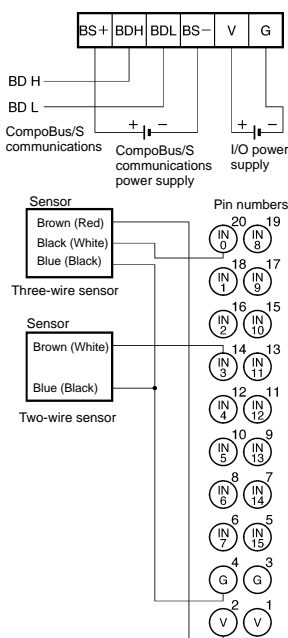 BS+ BDH BDL BS− V G
BD H
BD L
+ −
+ −
CompoBus/S
communications
CompoBus/S
communications
power supply
I/O power
supply
Sensor
Brown (Red)
Black (White)
Blue (Black)
Three-wire sensor
Sensor
Brown (White)
Blue (Black)
Two-wire sensor
Pin numbers
20 19
IN 0 IN 8
18 17
IN 1 IN 9
16 15
IN 2 IN 10
14 13
IN 3 IN 11
12 11
IN 4 IN 12
10 9
IN 5 IN 13
8 7
IN 6 IN 14
6 5
IN 7 IN 15
4 3
G G
2 1
V V